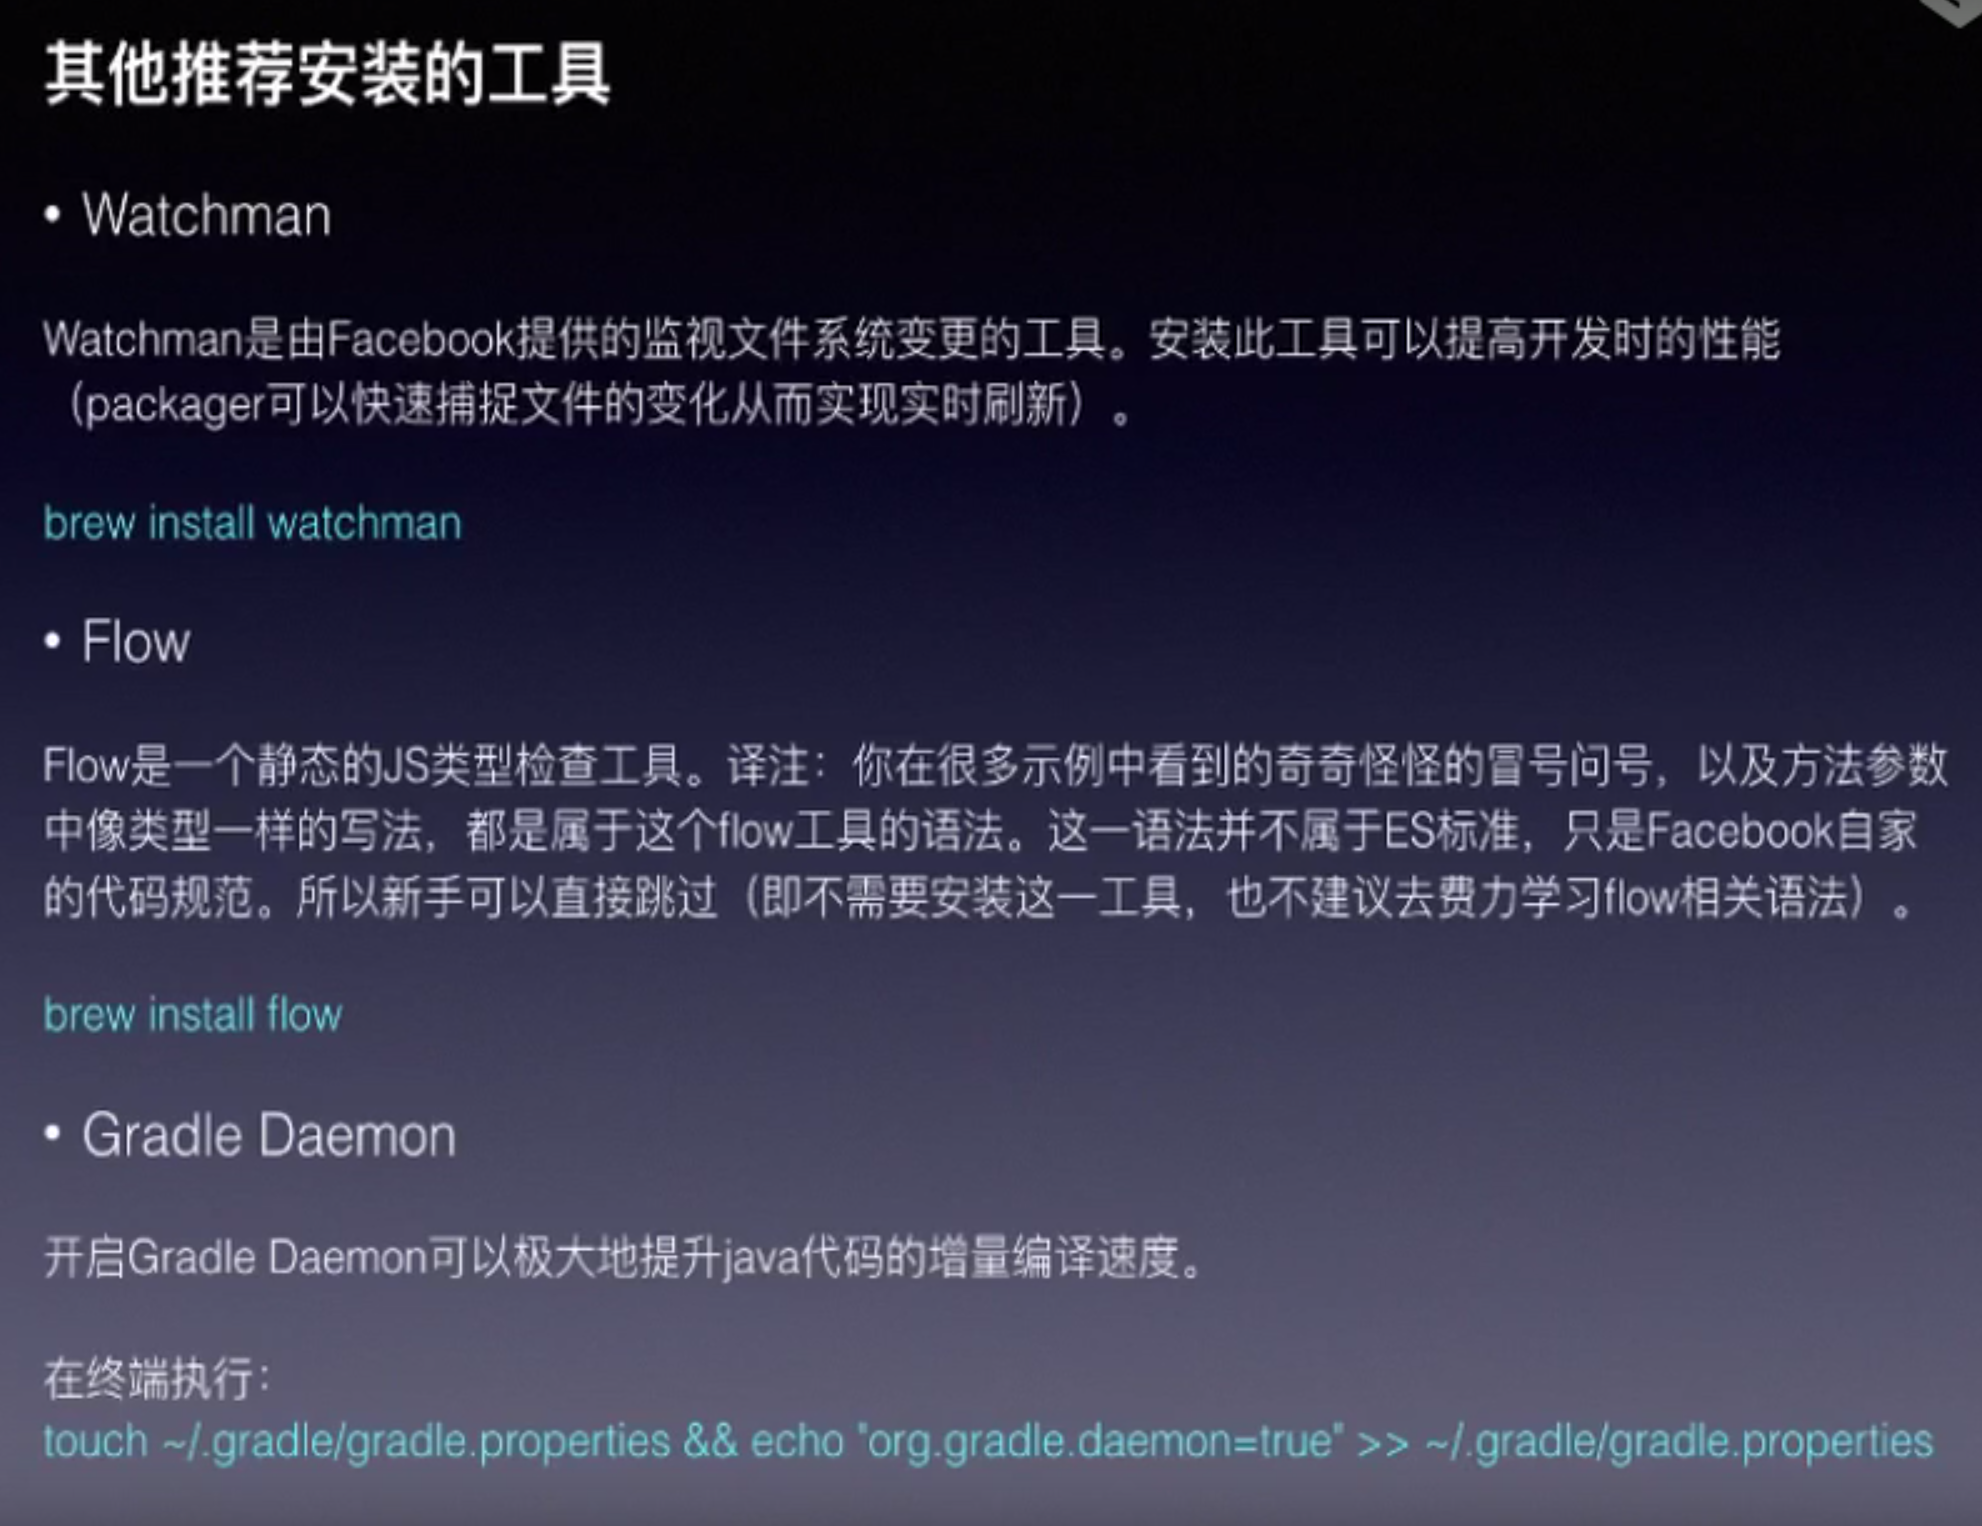 其他推荐安装的工具
• Watchman
Watchman是由Facebook提供的监视文件系统变更的工具。安装此工具可以提高开发时的性能
（packager可以快速捕捉文件的变化从而实现实时刷新）。
brew install watchman
• Flow
Flow是一个静态的JS类型检查工具。译注：你在很多示例中看到的奇奇怪怪的冒号问号，以及方法参数
中像类型一样的写法，都是属于这个flow工具的语法。这一语法并不属于ES标准，只是Facebook自家
的代码规范。所以新手可以直接跳过（即不需要安装这一工具，也不建议去费力学习flow相关语法）。
brew install flow
• Gradle Daemon
开启Gradle Daemon可以极大地提升java代码的增量编译速度。
在终端执行：
touch ~/.gradle/gradle.properties && echo "org.gradle.daemon=true" >> ~/.gradle/gradle.properties